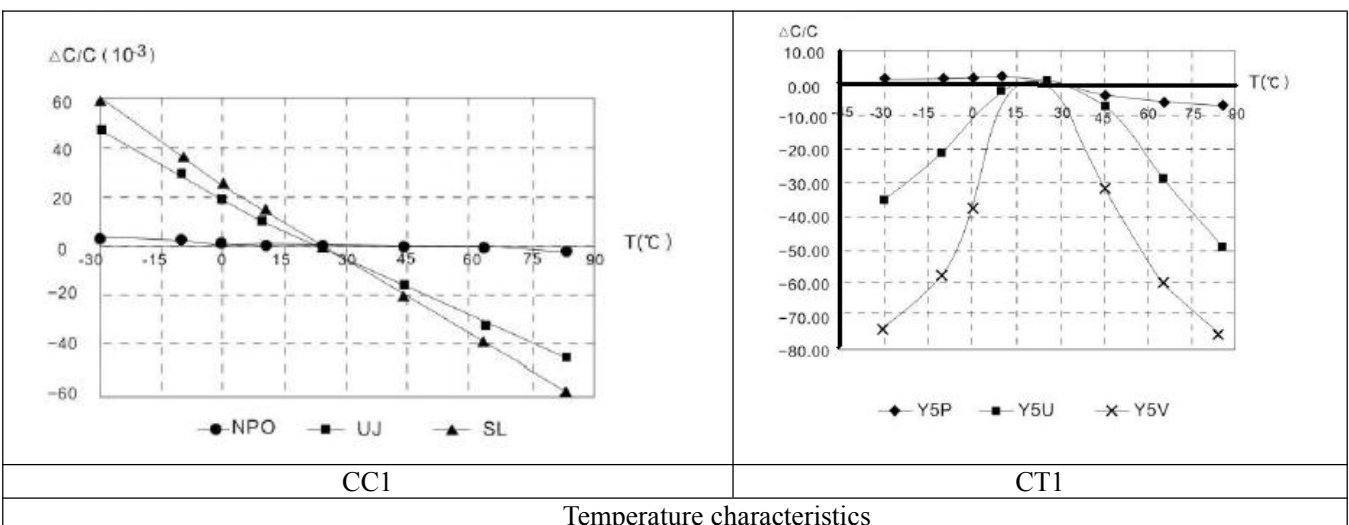 △C/C (10-3)
60
40
20
0
−20
−40
−60
-30 -15 0 15 30 45 60 75 90
T(℃)
NPO UJ SL
CC1
△C/C
10.00
0.00
−10.00
−20.00
−30.00
−40.00
−50.00
−60.00
−70.00
−80.00
-45 -30 -15 0 15 30 45 60 75 90
T(℃)
Y5P Y5U Y5V
CT1
Temperature characteristics